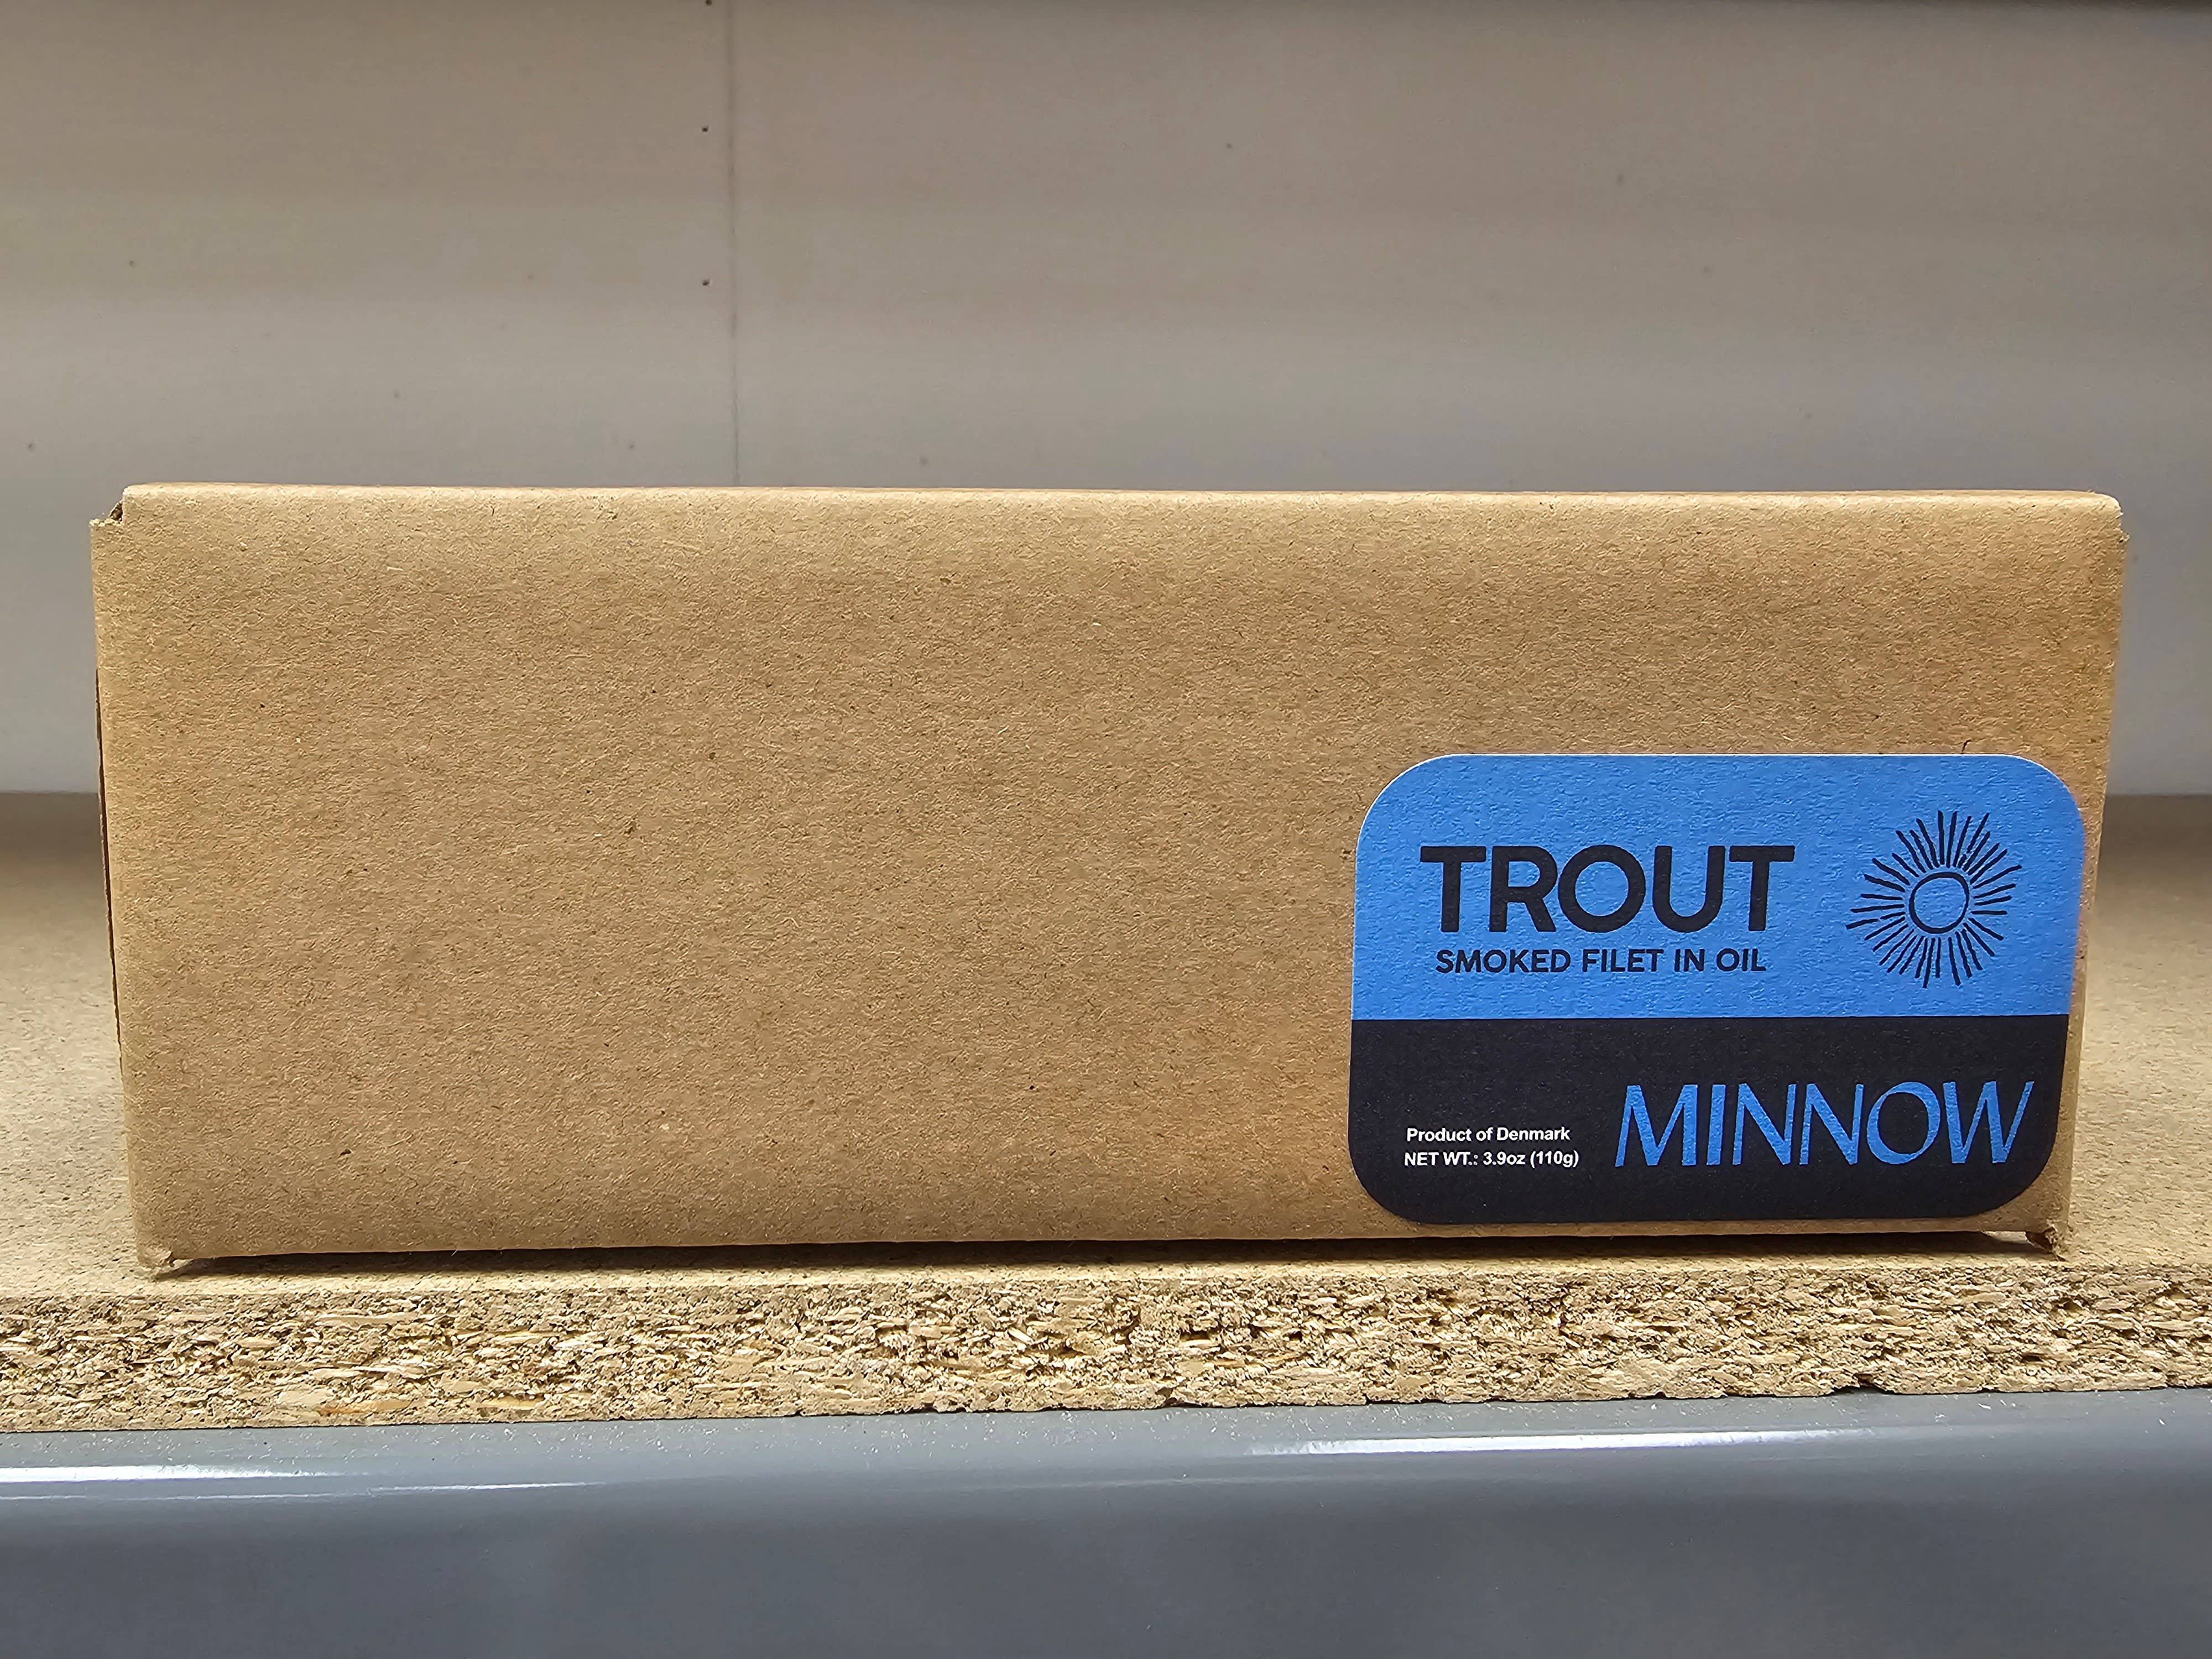 TROUT
SMOKED FILET IN OIL
Product of Denmark
NET WT.: 3.9oz (110g)
MINNOW